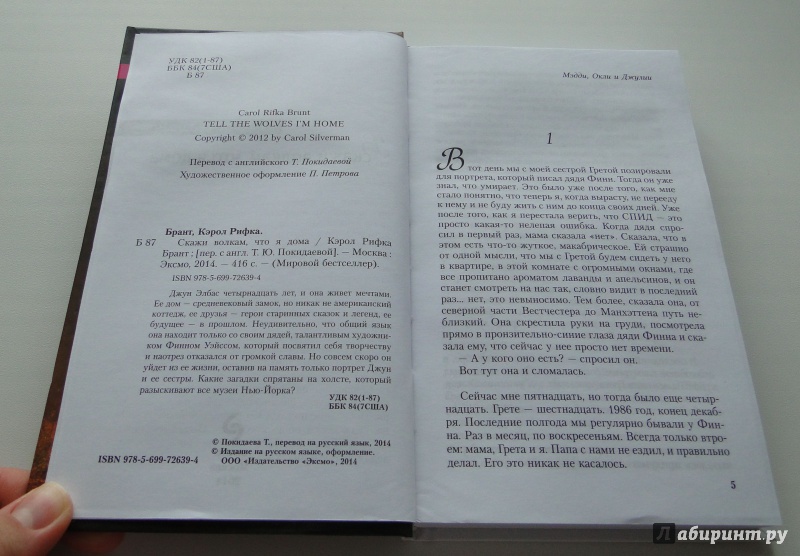 УДК 82(1-87)
ББК 84(7США)
Б 87
Carol Rifka Brunt
TELL THE WOLVES I'M HOME
Copyright © 2012 by Carol Silverman
Перевод с английского Т. Покидаевой
Художественное оформление П. Петрова
Брант, Кэрол Рифка.
Б 87 Скажи волкам, что я дома / Кэрол Рифка
Брант ; [пер. с англ. Т. Ю. Покидаевой]. — Москва :
Эксмо, 2014. — 416 с. — (Мировой бестселлер).
ISBN 978-5-699-72639-4
Джун Элбас четырнадцать лет, и она живет мечтами.
Ее дом — средневековый замок, но никак не американский
коттедж, ее друзья — герои старинных сказок и легенд, ее
будущее — в прошлом. Неудивительно, что общий язык
она находит только со своим дядей, талантливым художни-
ком Финном Уэйссом, который посвятил себя творчеству
и наотрез отказался от громкой славы. Но совсем скоро он
уйдет из ее жизни, оставив на память только портрет Джун
и ее сестры. Какие загадки спрятаны на холсте, который
разыскивают все музеи Нью-Йорка?
УДК 82(1-87)
ББК 84(7США)
© Покидаева Т., перевод на русский язык, 2014
© Издание на русском языке, оформление.
ISBN 978-5-699-72639-4 ООО «Издательство «Эксмо», 2014
Мэдди, Окли и Джулии
1
В тот день мы с моей сестрой Гретой позировали
для портрета, который писал дядя Финн. Тогда он уже
знал, что умирает. Это было уже после того, как мне
стало понятно, что теперь я, когда вырасту, не перееду
к нему и не буду жить с ним до конца своих дней. Уже
после того, как я перестала верить, что СПИД — это
просто какая-то нелепая ошибка. Когда дядя спро-
сил в первый раз, мама сказала «нет». Сказала, что в
этом есть что-то жуткое, макабрическое. Ей страшно
от одной мысли, что мы с Гретой будем сидеть у него
в квартире, в этой комнате с огромными окнами, где
все пропитано ароматом лаванды и апельсинов, и он
станет смотреть на нас так, словно видит в последний
раз... нет, это невыносимо. Тем более, сказала она, от
северной части Вестчестера до Манхэттена путь не-
близкий. Она скрестила руки на груди, посмотрела
прямо в пронзительно-синие глаза дяди Финна и ска-
зала ему, что сейчас у нее просто нет времени.
— А у кого оно есть? — спросил он.
Вот тут она и сломалась.
Сейчас мне пятнадцать, но тогда было еще четыр-
надцать. Грете — шестнадцать. 1986 год, конец декаб-
ря. Последние полгода мы регулярно бывали у Фин-
на. Раз в месяц, по воскресеньям. Всегда только втро-
ем: мама, Грета и я. Папа с нами не ездил, и правильно
делал. Его это никак не касалось.
5
Лабиринт.ру